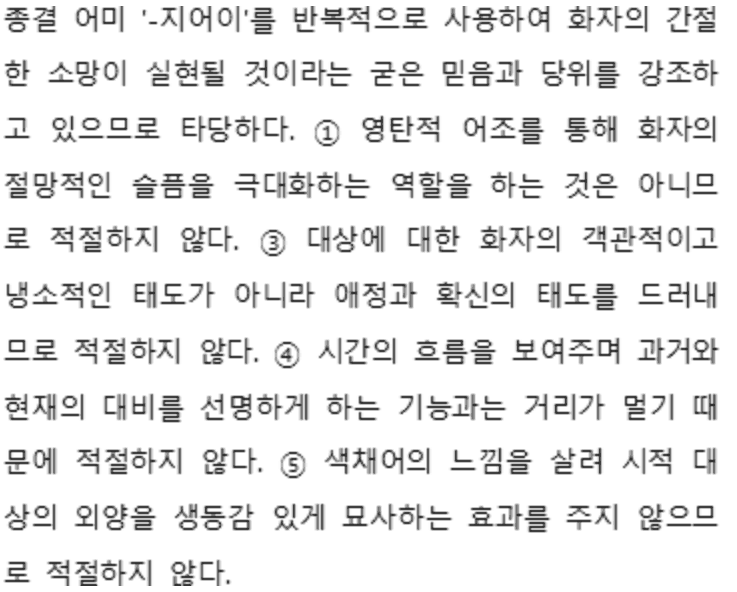 종결 어미 '-지어이'를 반복적으로 사용하여 화자의 간절
한 소망이 실현될 것이라는 굳은 믿음과 당위를 강조하
고 있으므로 타당하다. ① 영탄적 어조를 통해 화자의
절망적인 슬픔을 극대화하는 역할을 하는 것은 아니므
로 적절하지 않다. ③ 대상에 대한 화자의 객관적이고
냉소적인 태도가 아니라 애정과 확신의 태도를 드러내
므로 적절하지 않다. ④ 시간의 흐름을 보여주며 과거와
현재의 대비를 선명하게 하는 기능과는 거리가 멀기 때
문에 적절하지 않다. ⑤ 색채어의 느낌을 살려 시적 대
상의 외양을 생동감 있게 묘사하는 효과를 주지 않으므
로 적절하지 않다.